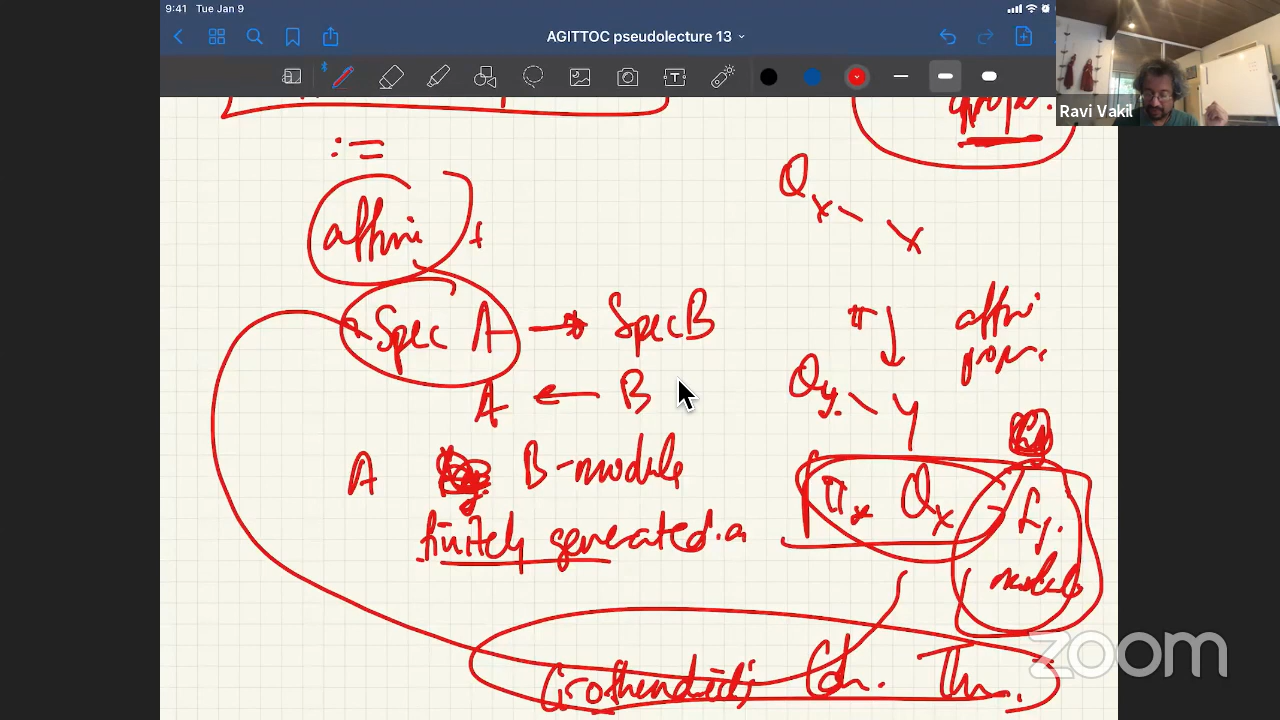 9:41 Tue Jan 9
AGITTOC pseudolecture 13
Ravi Vakil
:=
O_x - X
affine +
Spec A → Spec B
π ↓ affine
A ← B
O_y. - Y
A B-module
π_* O_x
f.g. module
finitely generated.a
Grothendieck's Coh. Thm.
zoom